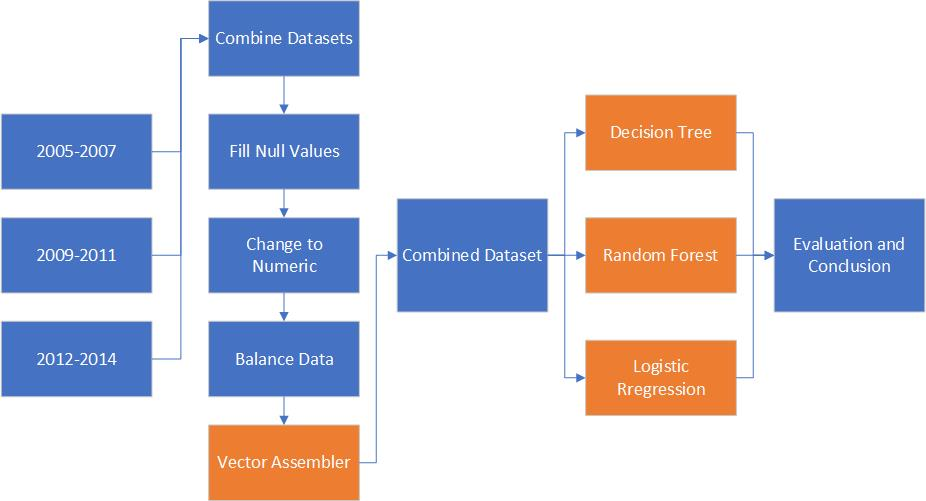 2005-2007
2009-2011
2012-2014
Combine Datasets
Fill Null Values
Change to
Numeric
Balance Data
Vector Assembler
Combined Dataset
Decision Tree
Random Forest
Logistic
Rregression
Evaluation and
Conclusion